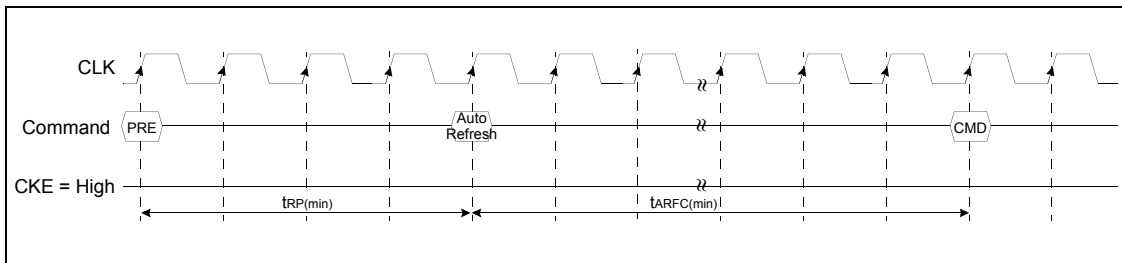 CLK
Command
PRE
Auto
Refresh
CMD
CKE = High
tRP(min)
tARFC(min)